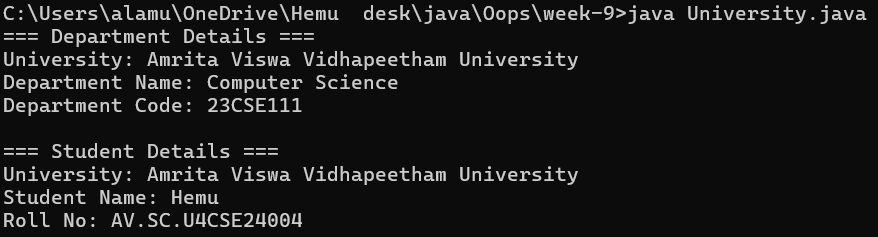 C:\Users\alamu\OneDrive\Hemu  desk\java\Oops\week-9>java University.java
=== Department Details ===
University: Amrita Viswa Vidhapeetham University
Department Name: Computer Science
Department Code: 23CSE111

=== Student Details ===
University: Amrita Viswa Vidhapeetham University
Student Name: Hemu
Roll No: AV.SC.U4CSE24004